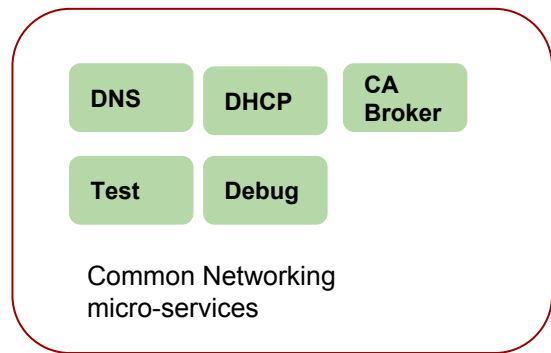 DNS
DHCP
CA
Broker
Test
Debug
Common Networking
micro-services